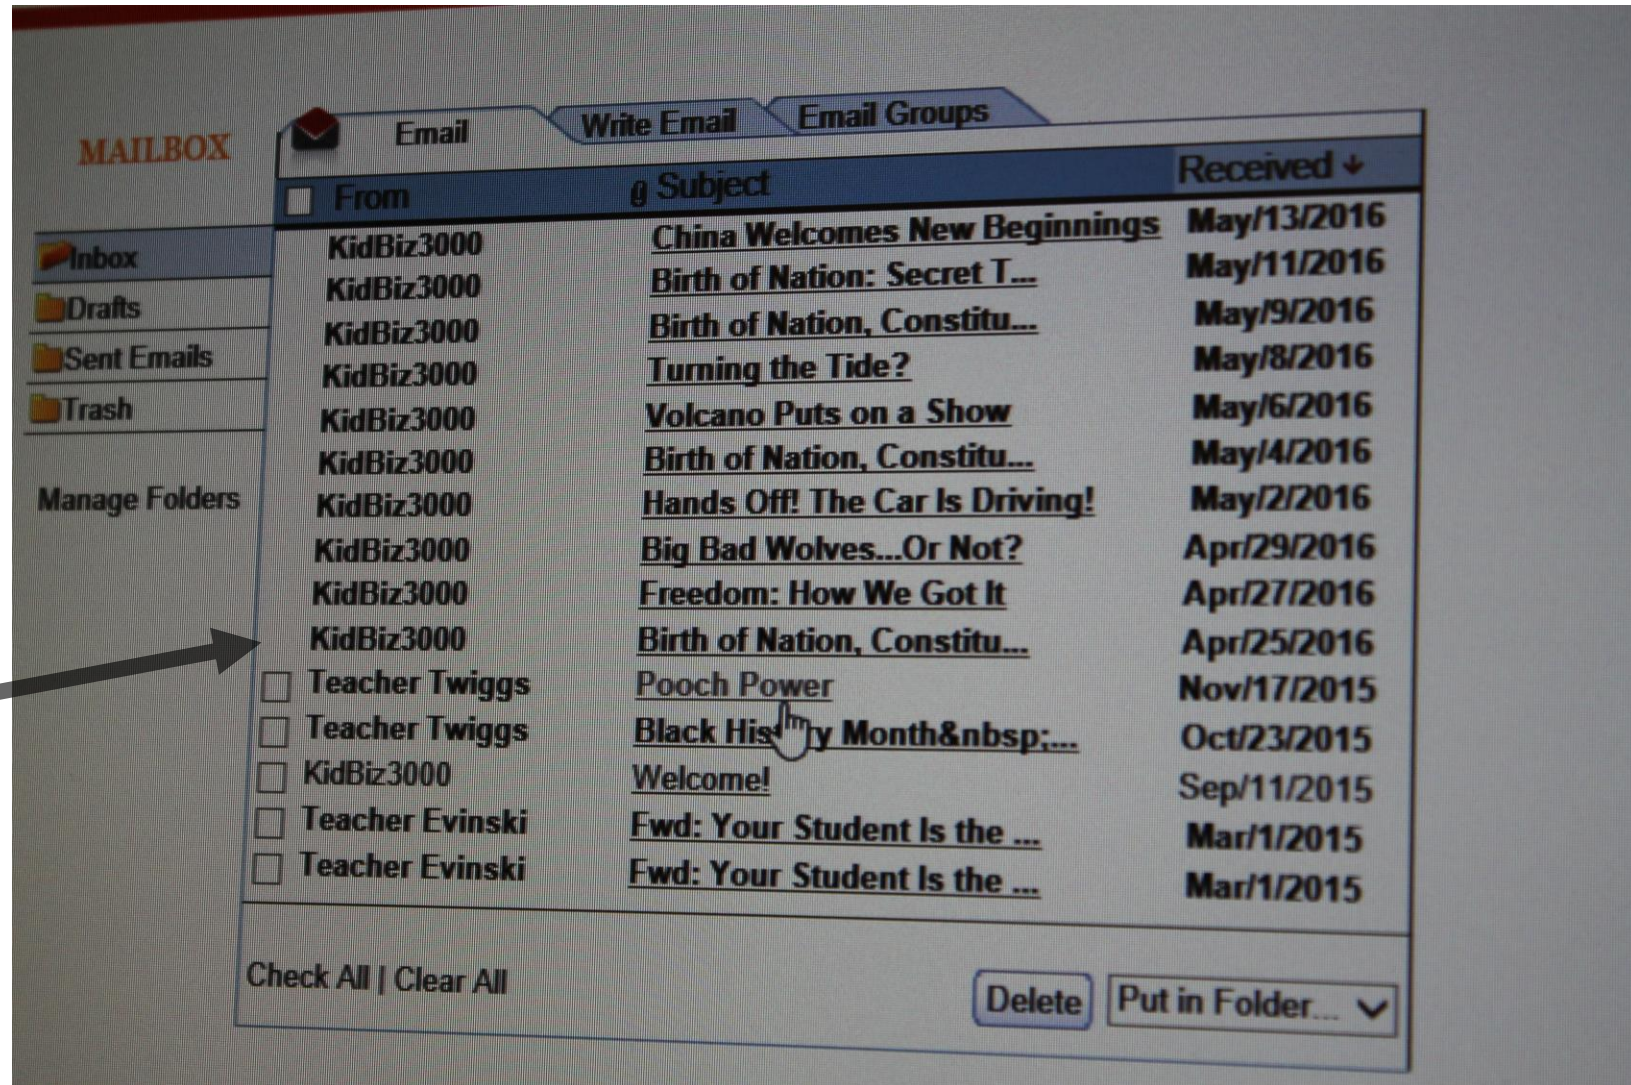 MAILBOX
Email Write Email Email Groups
From Subject Received
Inbox
Drafts
Sent Emails
Trash
Manage Folders
KidBiz3000 China Welcomes New Beginnings May/13/2016
KidBiz3000 Birth of Nation: Secret T... May/11/2016
KidBiz3000 Birth of Nation, Constitu... May/9/2016
KidBiz3000 Turning the Tide? May/8/2016
KidBiz3000 Volcano Puts on a Show May/6/2016
KidBiz3000 Birth of Nation, Constitu... May/4/2016
KidBiz3000 Hands Off! The Car Is Driving! May/2/2016
KidBiz3000 Big Bad Wolves...Or Not? Apr/29/2016
KidBiz3000 Freedom: How We Got It Apr/27/2016
KidBiz3000 Birth of Nation, Constitu... Apr/25/2016
Teacher Twiggs Pooch Power Nov/17/2015
Teacher Twiggs Black History Month&nbsp;... Oct/23/2015
KidBiz3000 Welcome! Sep/11/2015
Teacher Evinski Fwd: Your Student Is the ... Mar/1/2015
Teacher Evinski Fwd: Your Student Is the ... Mar/1/2015
Check All | Clear All
Delete Put in Folder...